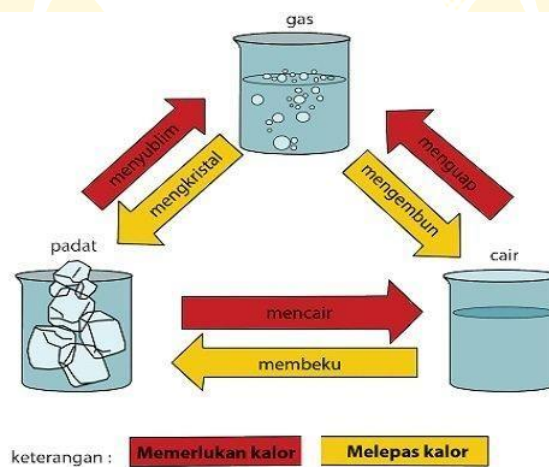 gas
menyublim
mengkristal
mengembun
menguap
padat
cair
mencair
membeku
keterangan : Memerlukan kalor Melepas kalor